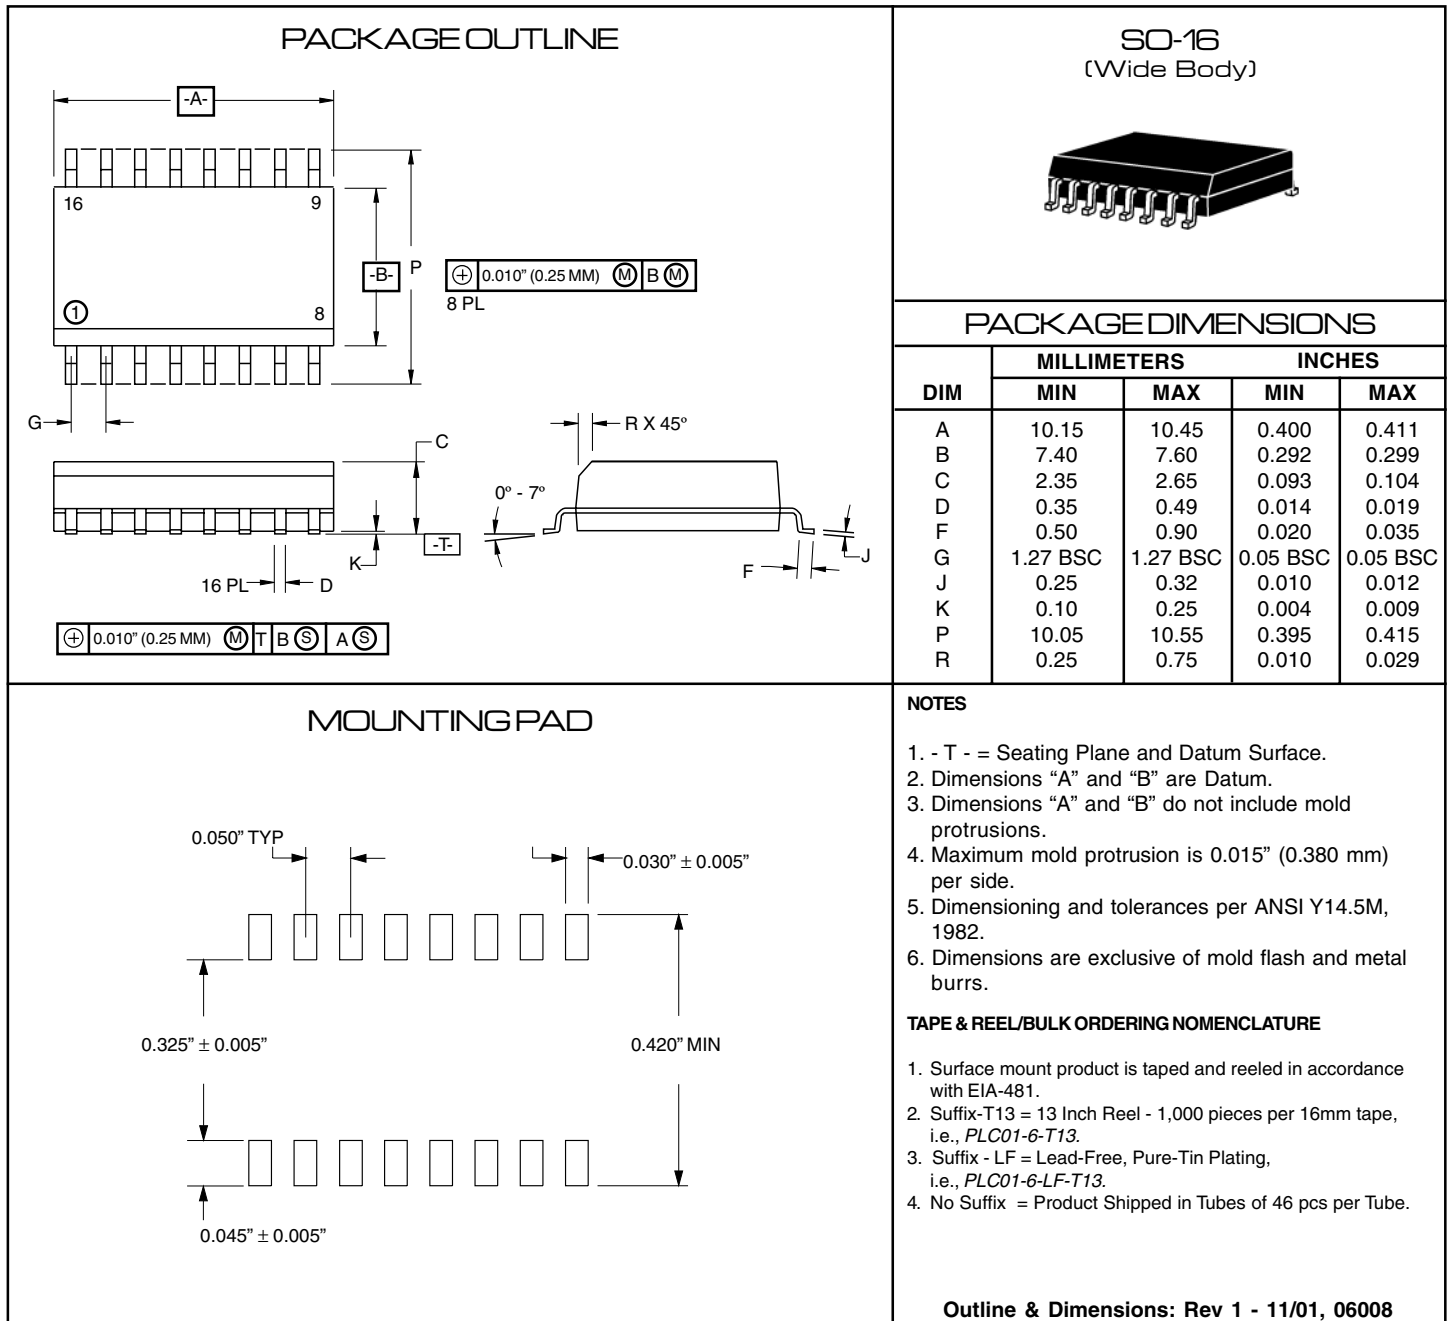 PACKAGE OUTLINE
-A-
16 9
-B- P
⊕ 0.010” (0.25 MM) Ⓜ B Ⓜ
8 PL
① 8
G
C
R X 45º
0º - 7º
-T-
K
J
F
16 PL D
⊕ 0.010” (0.25 MM) Ⓜ T B Ⓢ A Ⓢ
SO-16
(Wide Body)
PACKAGE DIMENSIONS
MILLIMETERS INCHES
DIM MIN MAX MIN MAX
A 10.15 10.45 0.400 0.411
B 7.40 7.60 0.292 0.299
C 2.35 2.65 0.093 0.104
D 0.35 0.49 0.014 0.019
F 0.50 0.90 0.020 0.035
G 1.27 BSC 1.27 BSC 0.05 BSC 0.05 BSC
J 0.25 0.32 0.010 0.012
K 0.10 0.25 0.004 0.009
P 10.05 10.55 0.395 0.415
R 0.25 0.75 0.010 0.029
MOUNTING PAD
0.050” TYP
0.030” ± 0.005”
0.325” ± 0.005”
0.420” MIN
0.045” ± 0.005”
NOTES
1. - T - = Seating Plane and Datum Surface.
2. Dimensions “A” and “B” are Datum.
3. Dimensions “A” and “B” do not include mold
protrusions.
4. Maximum mold protrusion is 0.015” (0.380 mm)
per side.
5. Dimensioning and tolerances per ANSI Y14.5M,
1982.
6. Dimensions are exclusive of mold flash and metal
burrs.
TAPE & REEL/BULK ORDERING NOMENCLATURE
1. Surface mount product is taped and reeled in accordance
with EIA-481.
2. Suffix-T13 = 13 Inch Reel - 1,000 pieces per 16mm tape,
i.e., PLC01-6-T13.
3. Suffix - LF = Lead-Free, Pure-Tin Plating,
i.e., PLC01-6-LF-T13.
4. No Suffix = Product Shipped in Tubes of 46 pcs per Tube.
Outline & Dimensions: Rev 1 - 11/01, 06008